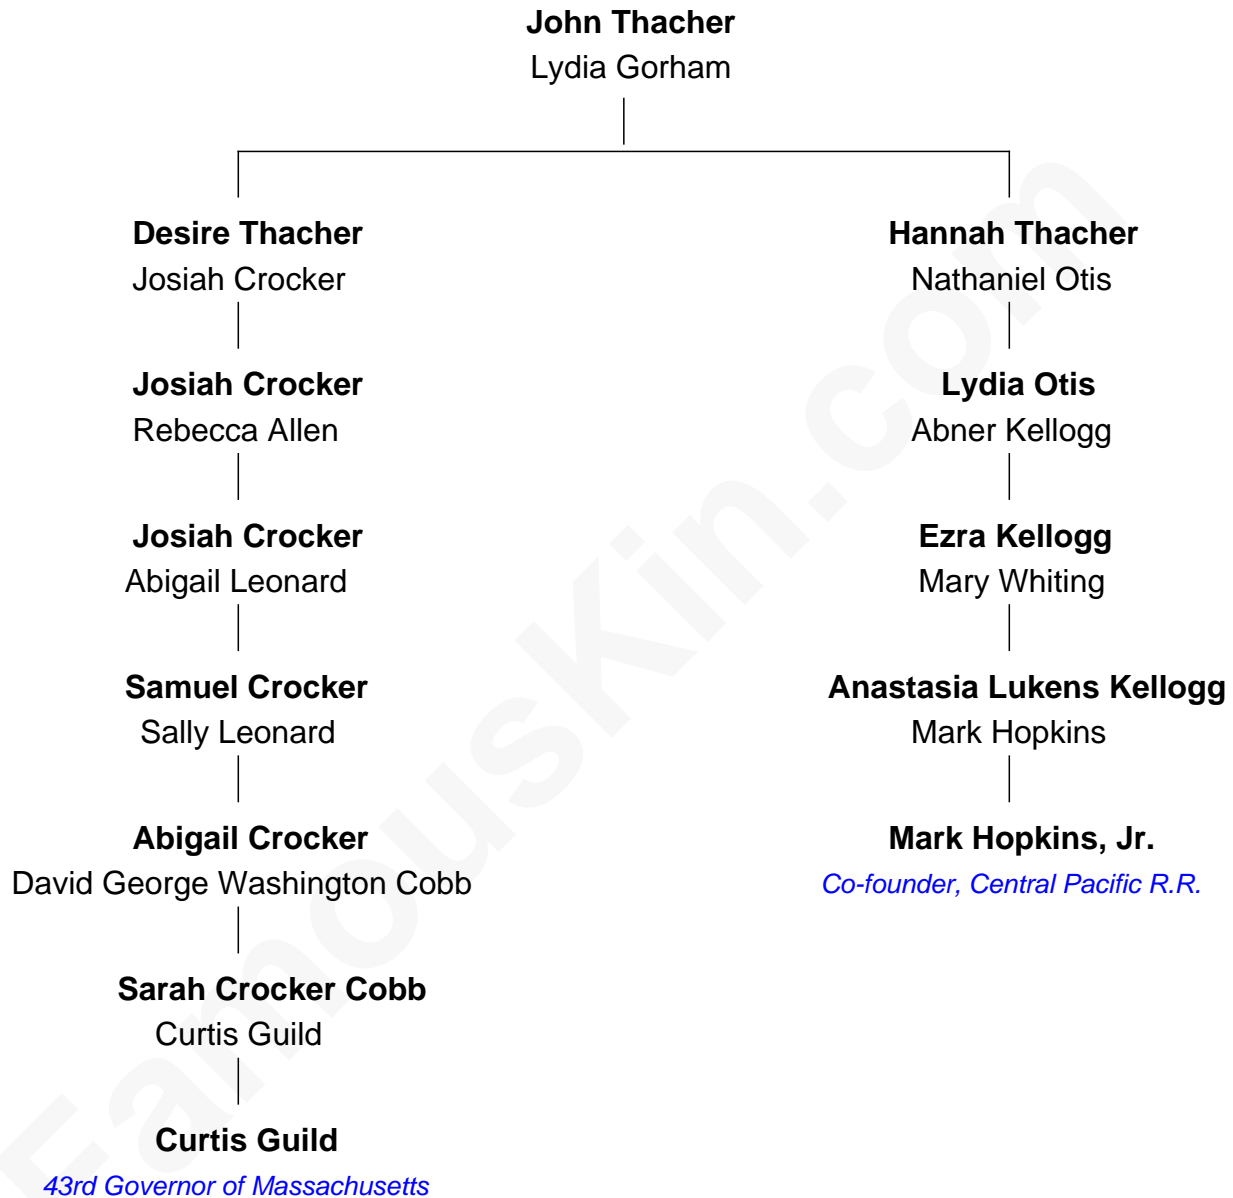 John Thacher
Lydia Gorham
Desire Thacher
Josiah Crocker
Hannah Thacher
Nathaniel Otis
Josiah Crocker
Rebecca Allen
Lydia Otis
Abner Kellogg
Josiah Crocker
Abigail Leonard
Ezra Kellogg
Mary Whiting
Samuel Crocker
Sally Leonard
Anastasia Lukens Kellogg
Mark Hopkins
Abigail Crocker
David George Washington Cobb
Mark Hopkins, Jr.
Co-founder, Central Pacific R.R.
Sarah Crocker Cobb
Curtis Guild
Curtis Guild
43rd Governor of Massachusetts
FamousKin.com